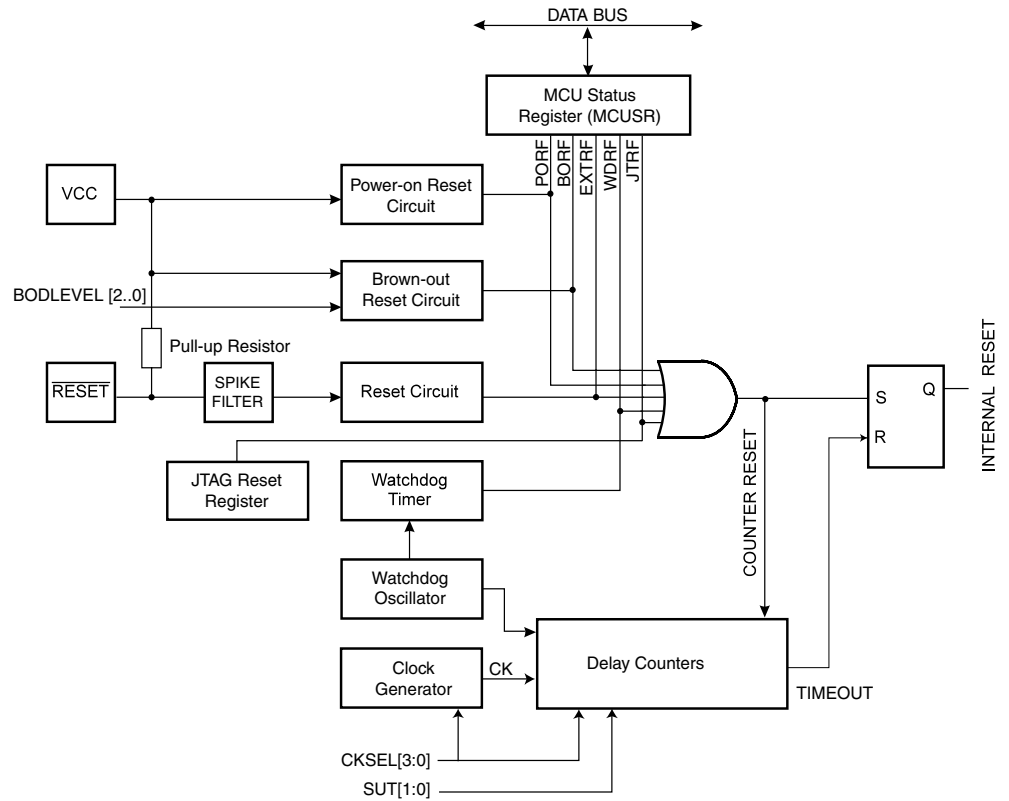 DATA BUS
MCU Status
Register (MCUSR)
PORF
BORF
EXTRF
WDRF
JTRF
VCC
Power-on Reset
Circuit
Brown-out
Reset Circuit
BODLEVEL [2..0]
Pull-up Resistor
RESET
SPIKE
FILTER
Reset Circuit
JTAG Reset
Register
Watchdog
Timer
Watchdog
Oscillator
Clock
Generator
CK
Delay Counters
CKSEL[3:0]
SUT[1:0]
COUNTER RESET
TIMEOUT
S
R
Q
INTERNAL RESET